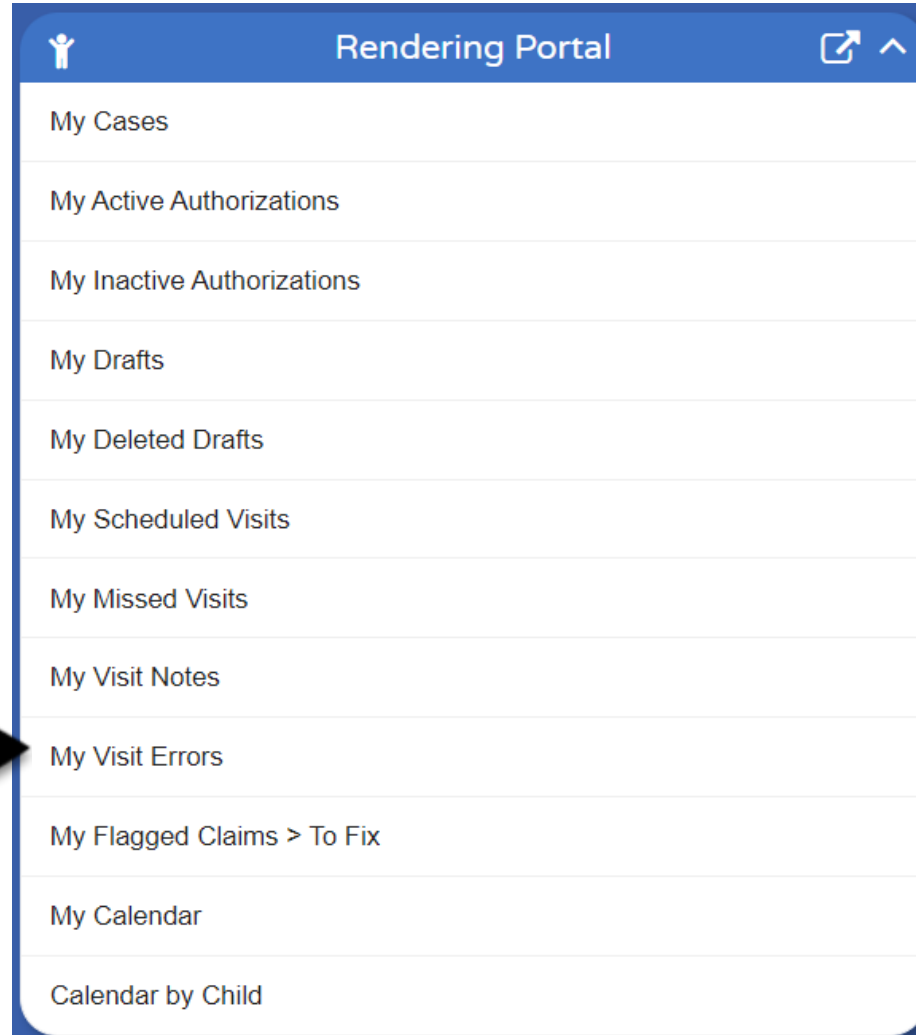 Rendering Portal
My Cases
My Active Authorizations
My Inactive Authorizations
My Drafts
My Deleted Drafts
My Scheduled Visits
My Missed Visits
My Visit Notes
My Visit Errors
My Flagged Claims > To Fix
My Calendar
Calendar by Child